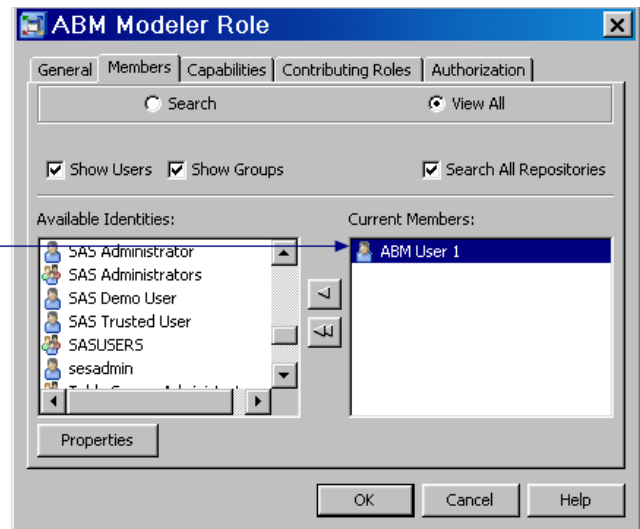 ABM Modeler Role
General Members Capabilities Contributing Roles Authorization
Search View All
Show Users Show Groups Search All Repositories
Available Identities: Current Members:
SAS Administrator
SAS Administrators
SAS Demo User
SAS Trusted User
SASUSERS
sesadmin
ABM User 1
Properties
OK Cancel Help